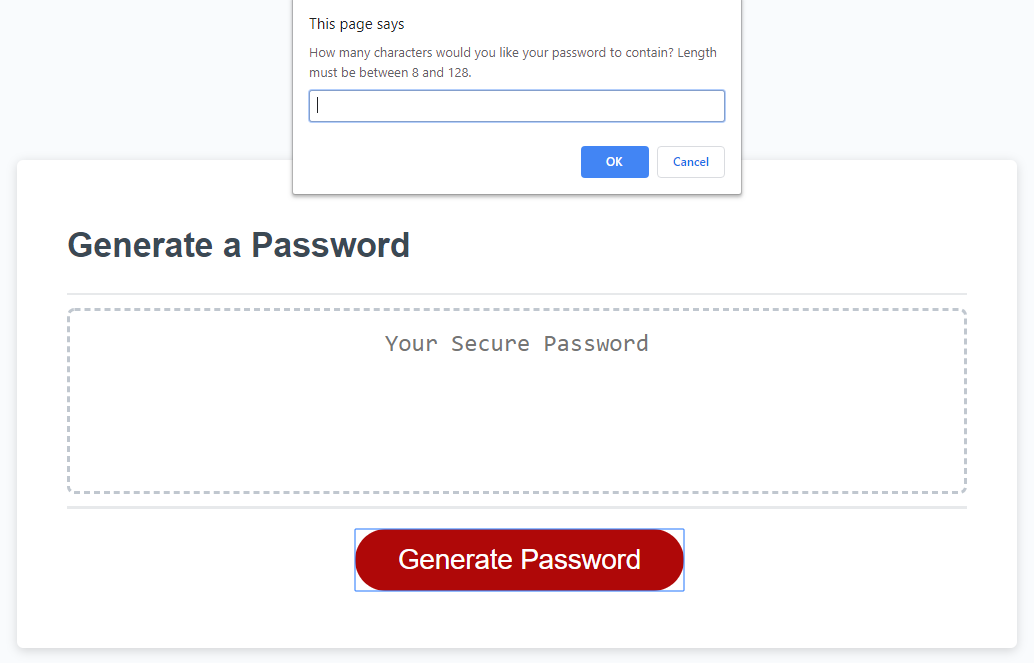 This page says
How many characters would you like your password to contain? Length
must be between 8 and 128.
OK
Cancel
Generate a Password
Your Secure Password
Generate Password